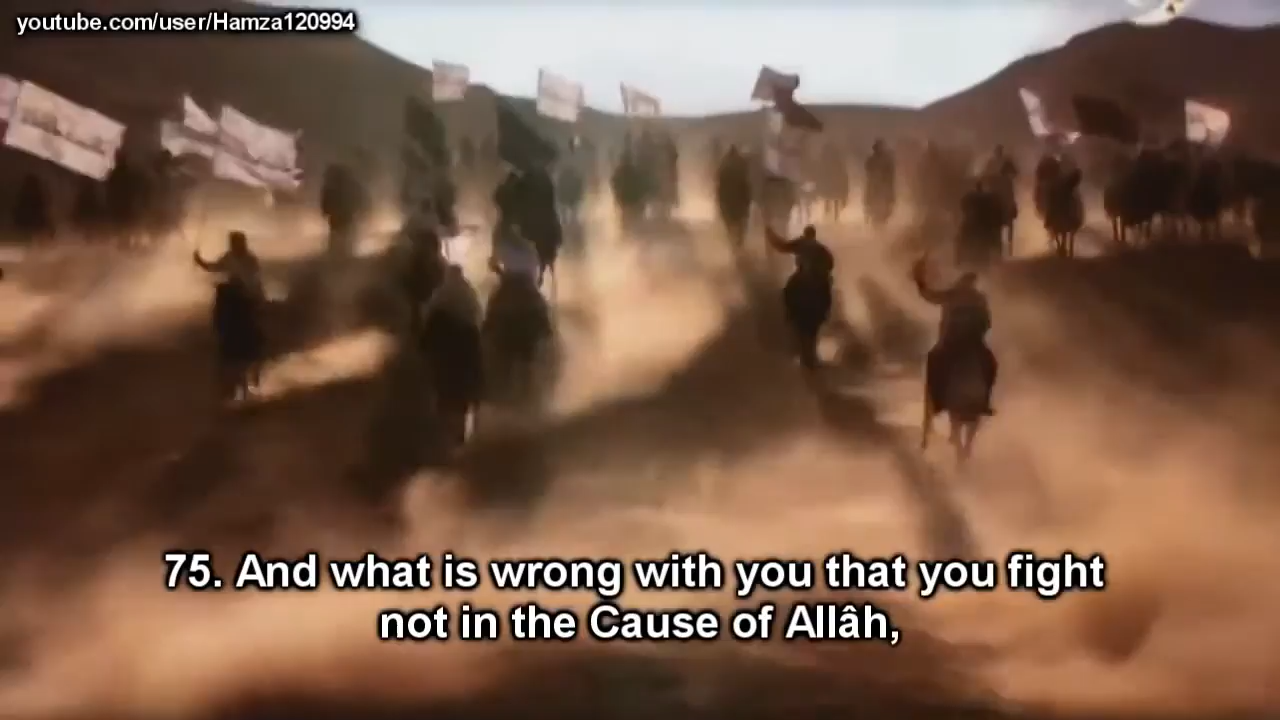 youtube.com/user/Hamza120994
75. And what is wrong with you that you fight
not in the Cause of Allâh,